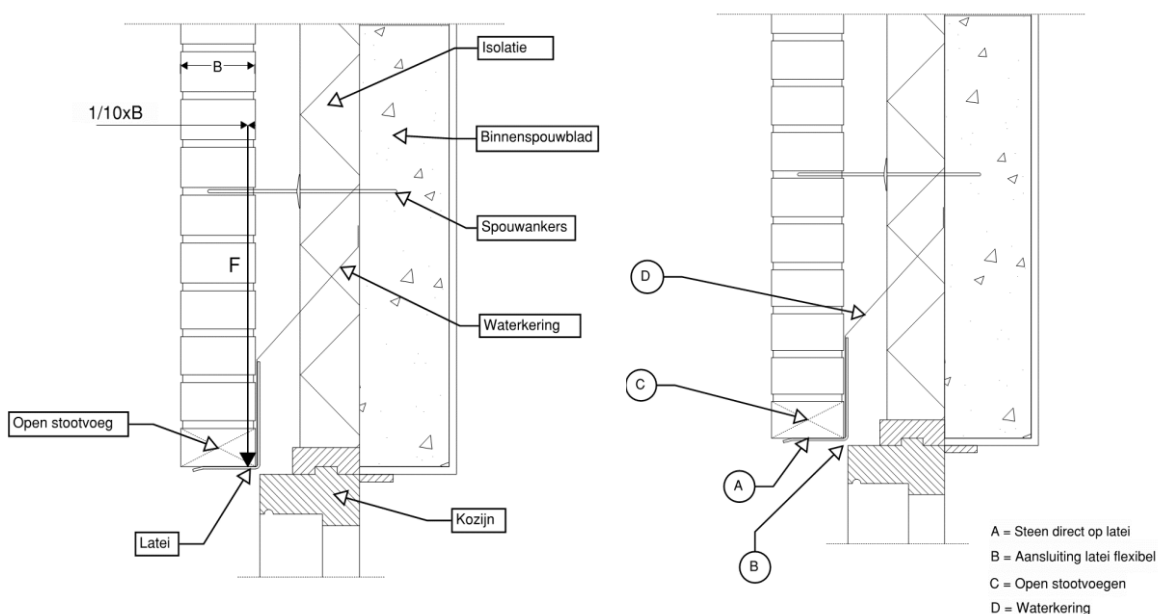 Isolatie
B
1/10xB
Binnenspouwblad
Spouwankers
F
Waterkering
Open stootvoeg
Latei
Kozijn
D
C
A
B
A = Steen direct op latei
B = Aansluiting latei flexibel
C = Open stootvoegen
D = Waterkering